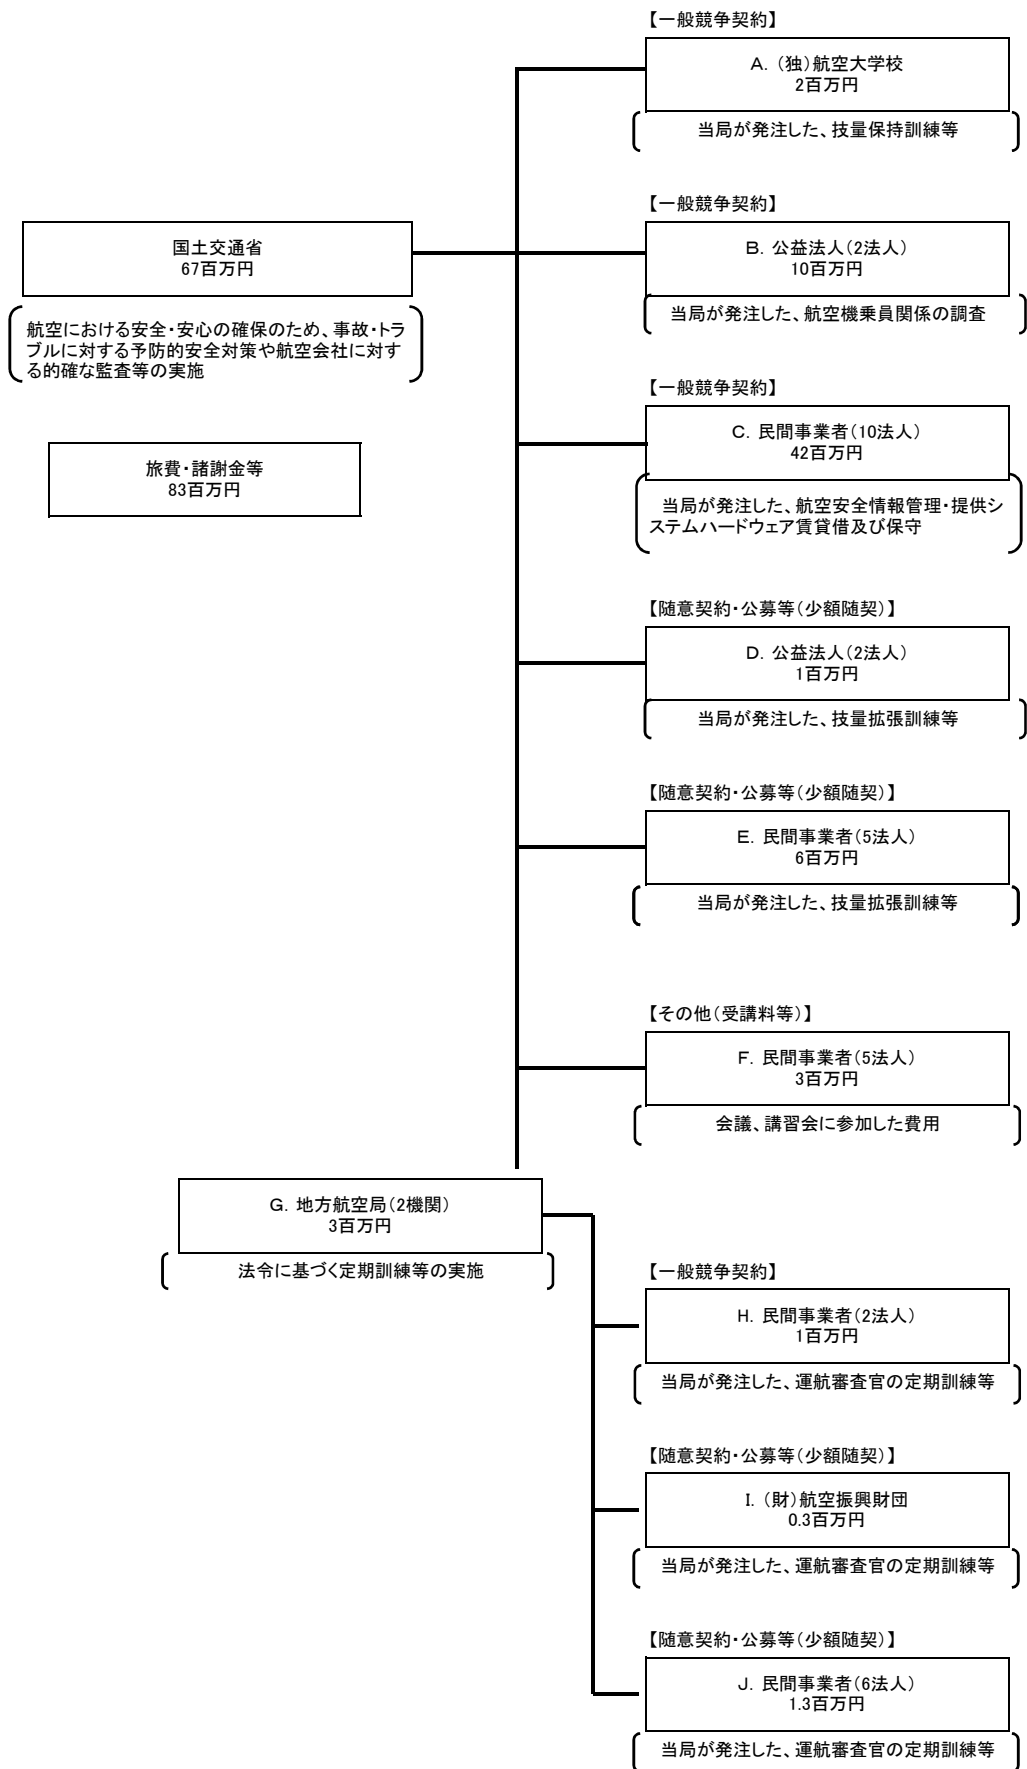 【一般競争契約】
A．（独）航空大学校
2百万円
当局が発注した、技量保持訓練等
【一般競争契約】
国土交通省
67百万円
B．公益法人（2法人）
10百万円
航空における安全・安心の確保のため、事故・トラ
ブルに対する予防的安全対策や航空会社に対す
る的確な監査等の実施
当局が発注した、航空機乗員関係の調査
【一般競争契約】
C．民間事業者（10法人）
42百万円
旅費・諸謝金等
83百万円
当局が発注した、航空安全情報管理・提供シ
ステムハードウェア賃貸借及び保守
【随意契約・公募等（少額随契）】
D．公益法人（2法人）
1百万円
当局が発注した、技量拡張訓練等
【随意契約・公募等（少額随契）】
E．民間事業者（5法人）
6百万円
当局が発注した、技量拡張訓練等
【その他（受講料等）】
F．民間事業者（5法人）
3百万円
会議、講習会に参加した費用
G．地方航空局（2機関）
3百万円
法令に基づく定期訓練等の実施
【一般競争契約】
H．民間事業者（2法人）
1百万円
当局が発注した、運航審査官の定期訓練等
【随意契約・公募等（少額随契）】
I．（財）航空振興財団
0.3百万円
当局が発注した、運航審査官の定期訓練等
【随意契約・公募等（少額随契）】
J．民間事業者（6法人）
1.3百万円
当局が発注した、運航審査官の定期訓練等